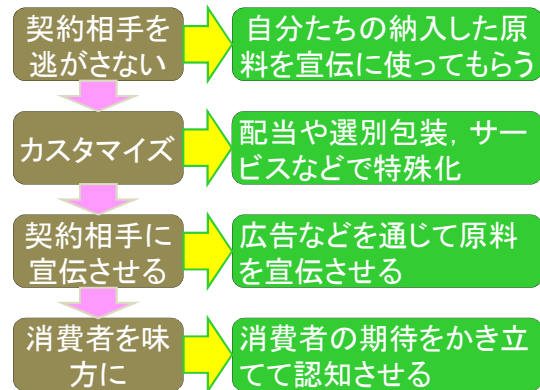 契約相手を
逃がさない
自分たちの納入した原
料を宣伝に使ってもらう
カスタマイズ
配当や選別包装, サー
ビスなどで特殊化
契約相手に
宣伝させる
広告などを通じて原料
を宣伝させる
消費者を味
方に
消費者の期待をかき立
てて認知させる